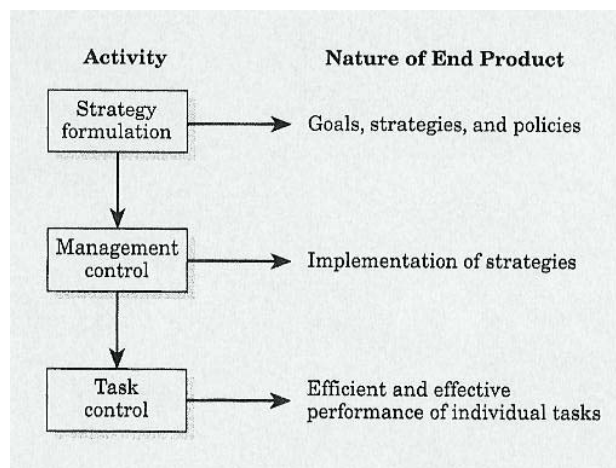 Activity
Nature of End Product
Strategy
formulation
Goals, strategies, and policies
Management
control
Implementation of strategies
Task
control
Efficient and effective
performance of individual tasks